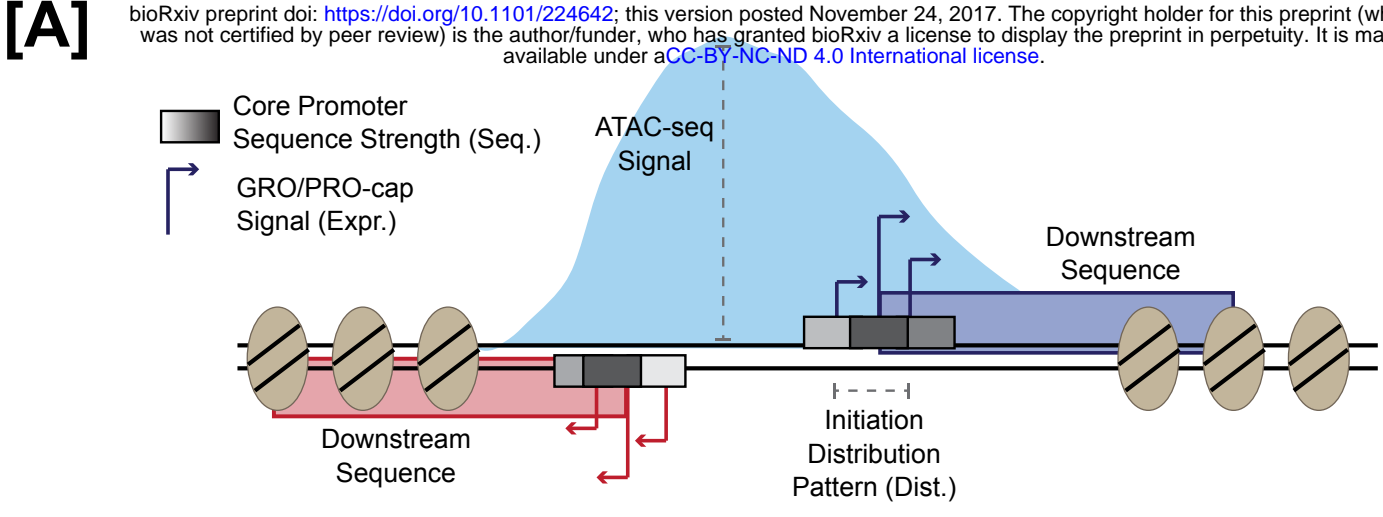 [A]
bioRxiv preprint doi: https://doi.org/10.1101/224642; this version posted November 24, 2017. The copyright holder for this preprint (wh
was not certified by peer review) is the author/funder, who has granted bioRxiv a license to display the preprint in perpetuity. It is ma
available under aCC-BY-NC-ND 4.0 International license.
Core Promoter
Sequence Strength (Seq.)
GRO/PRO-cap
Signal (Expr.)
ATAC-seq
Signal
Downstream
Sequence
Downstream
Sequence
Initiation
Distribution
Pattern (Dist.)